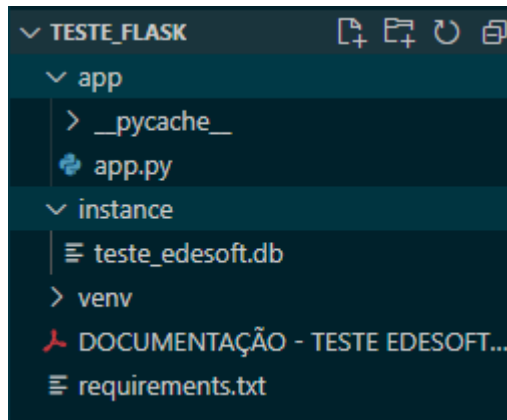 TESTE_FLASK
app
__pycache__
app.py
instance
teste_edesoft.db
venv
DOCUMENTAÇÃO - TESTE EDESOFT...
requirements.txt